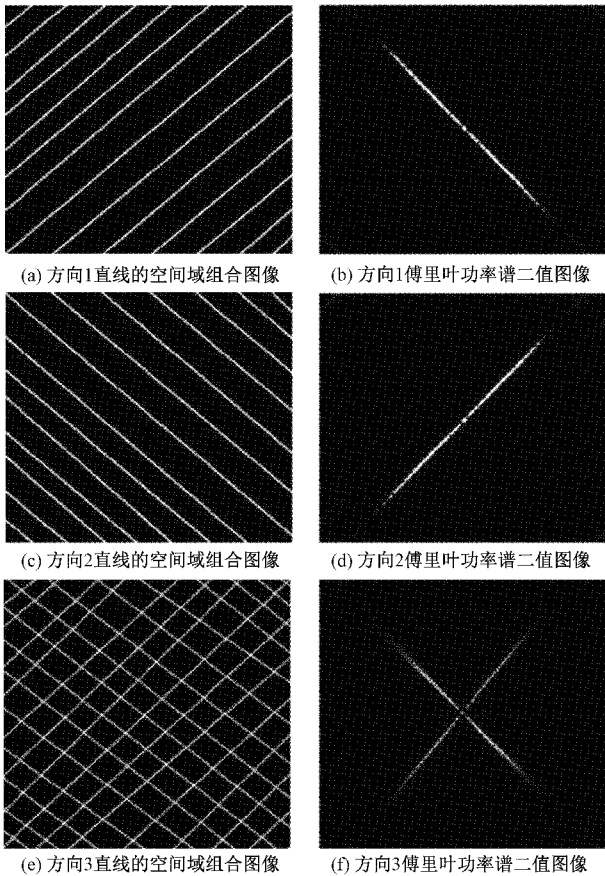 (a) 方向1直线的空间域组合图像
(b) 方向1傅里叶功率谱二值图像
(c) 方向2直线的空间域组合图像
(d) 方向2傅里叶功率谱二值图像
(e) 方向3直线的空间域组合图像
(f) 方向3傅里叶功率谱二值图像